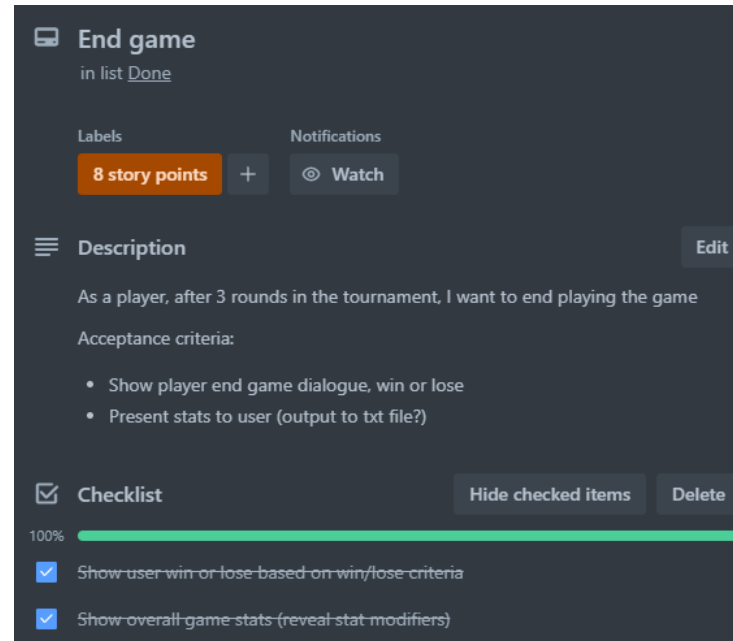 End game
in list Done
Labels Notifications
8 story points + Watch
Description Edit
As a player, after 3 rounds in the tournament, I want to end playing the game
Acceptance criteria:
• Show player end game dialogue, win or lose
• Present stats to user (output to txt file?)
Checklist Hide checked items Delete
100%
Show user win or lose based on win/lose criteria
Show overall game stats (reveal stat modifiers)